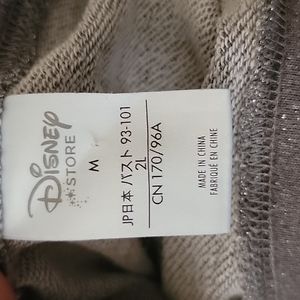 Disney
STORE
M
JP日本 バスト 93-101
2L
CN 170/96A
MADE IN CHINA
FABRIQUÉ EN CHINE